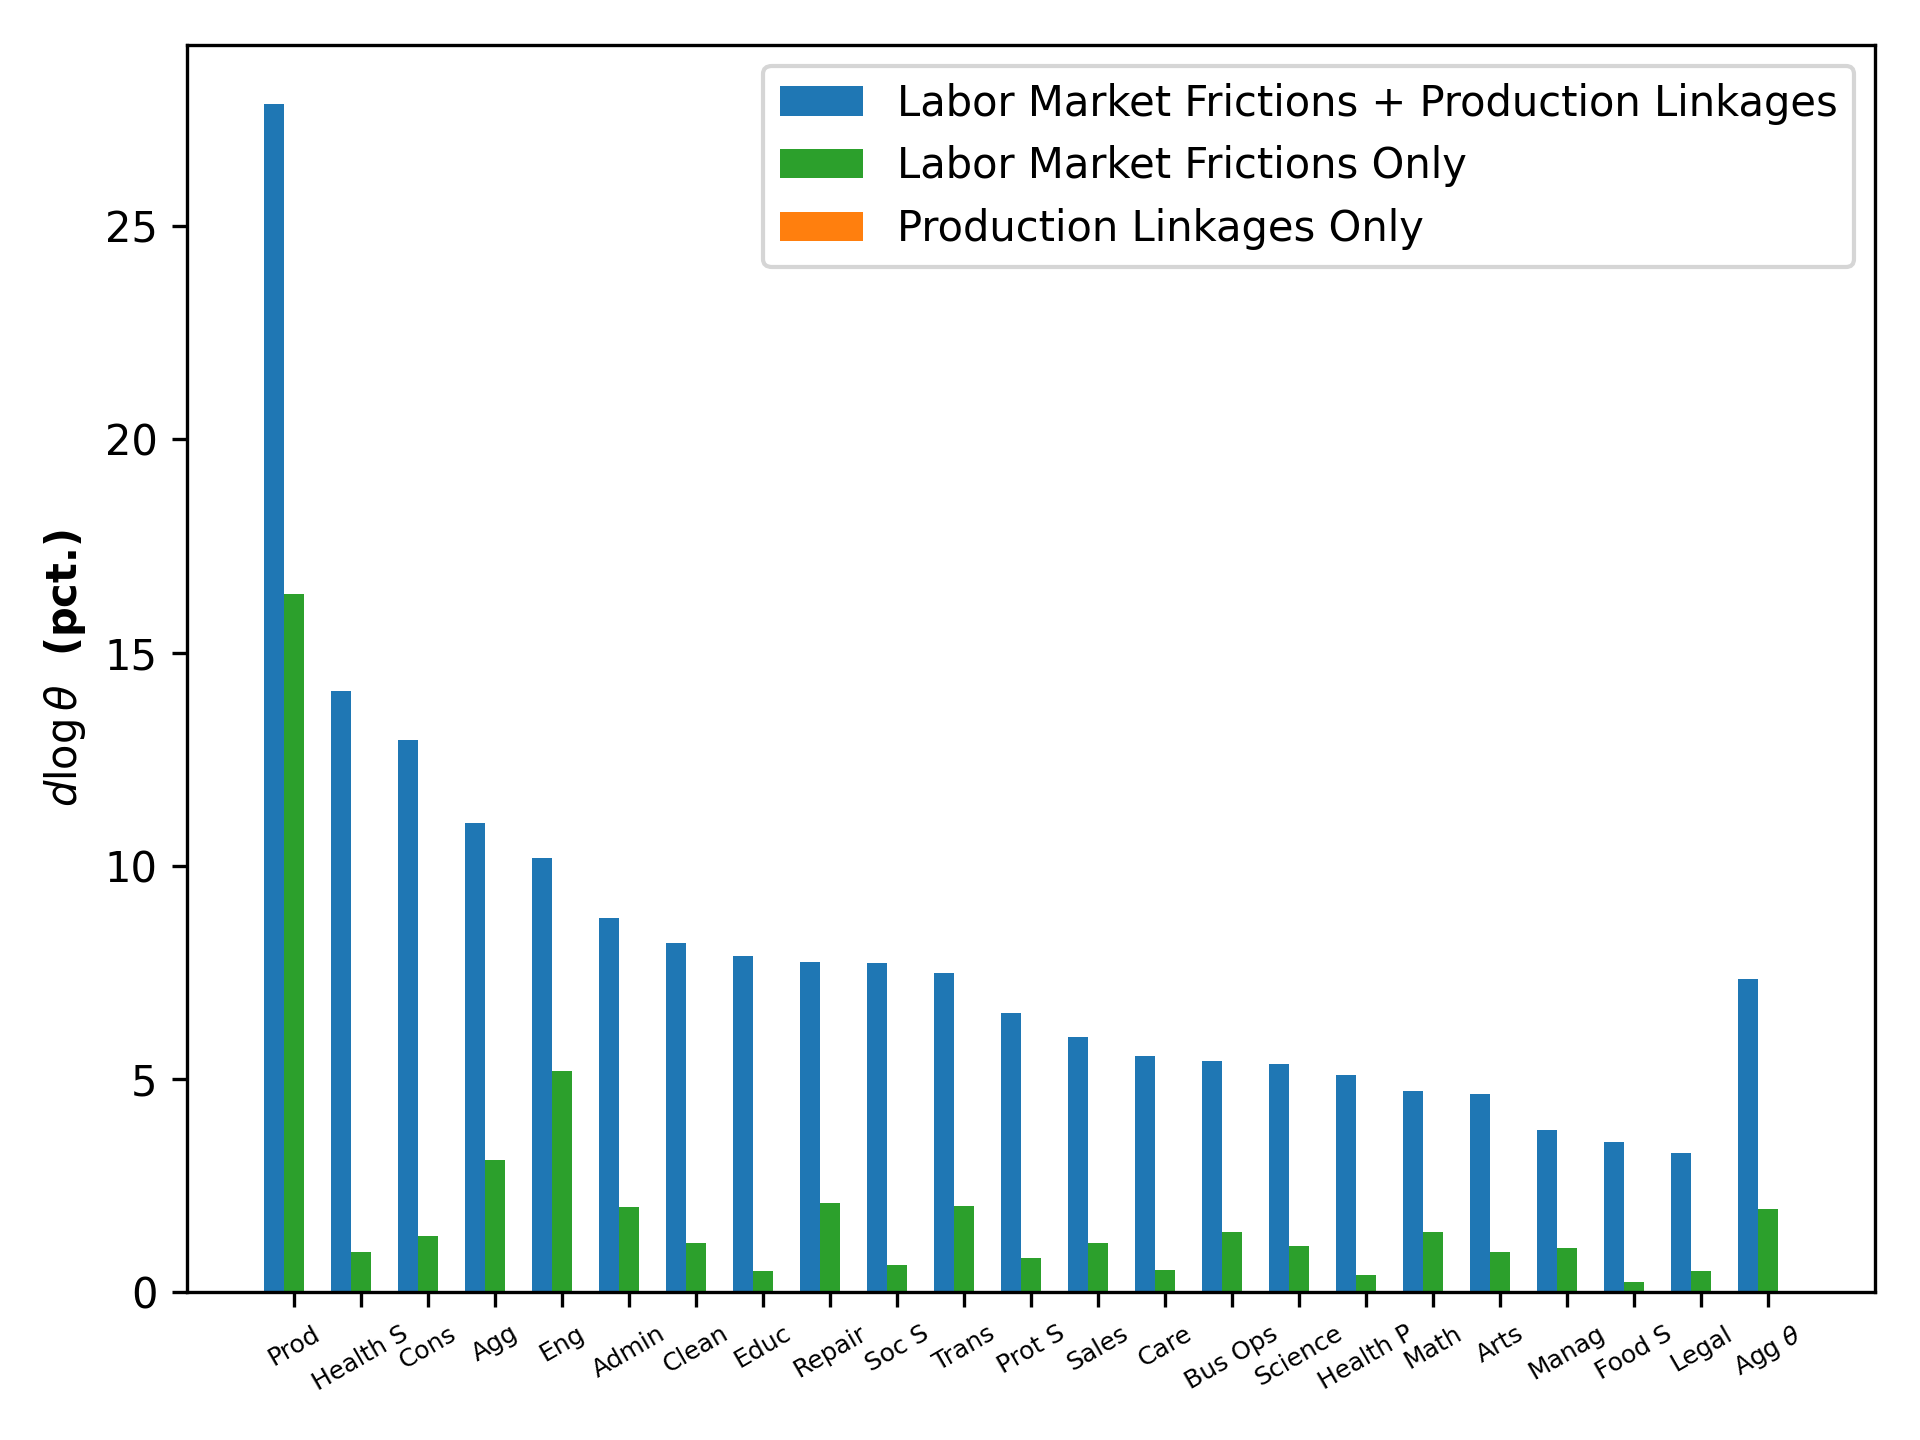 Labor Market Frictions + Production Linkages
Labor Market Frictions Only
Production Linkages Only
d log θ (pct.)
25
20
15
10
5
0
Prod
Health S
Cons
Agg
Eng
Admin
Clean
Educ
Repair
Soc S
Trans
Prot S
Sales
Care
Bus Ops
Science
Health P
Math
Arts
Manag
Food S
Legal
Agg θ